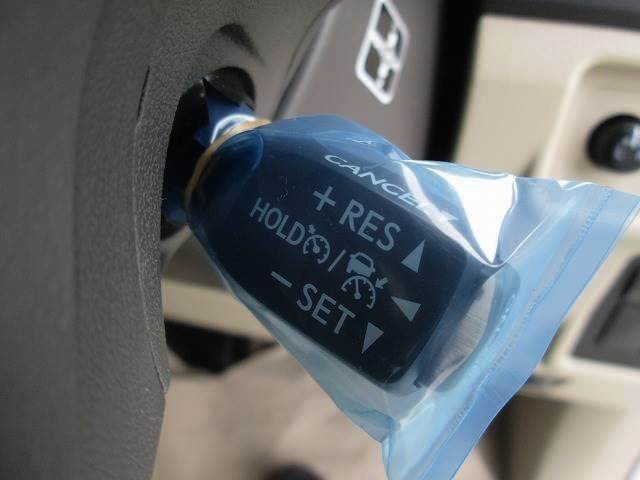 CANCEL
+ RES ▲
HOLD / ◀
− SET ▼